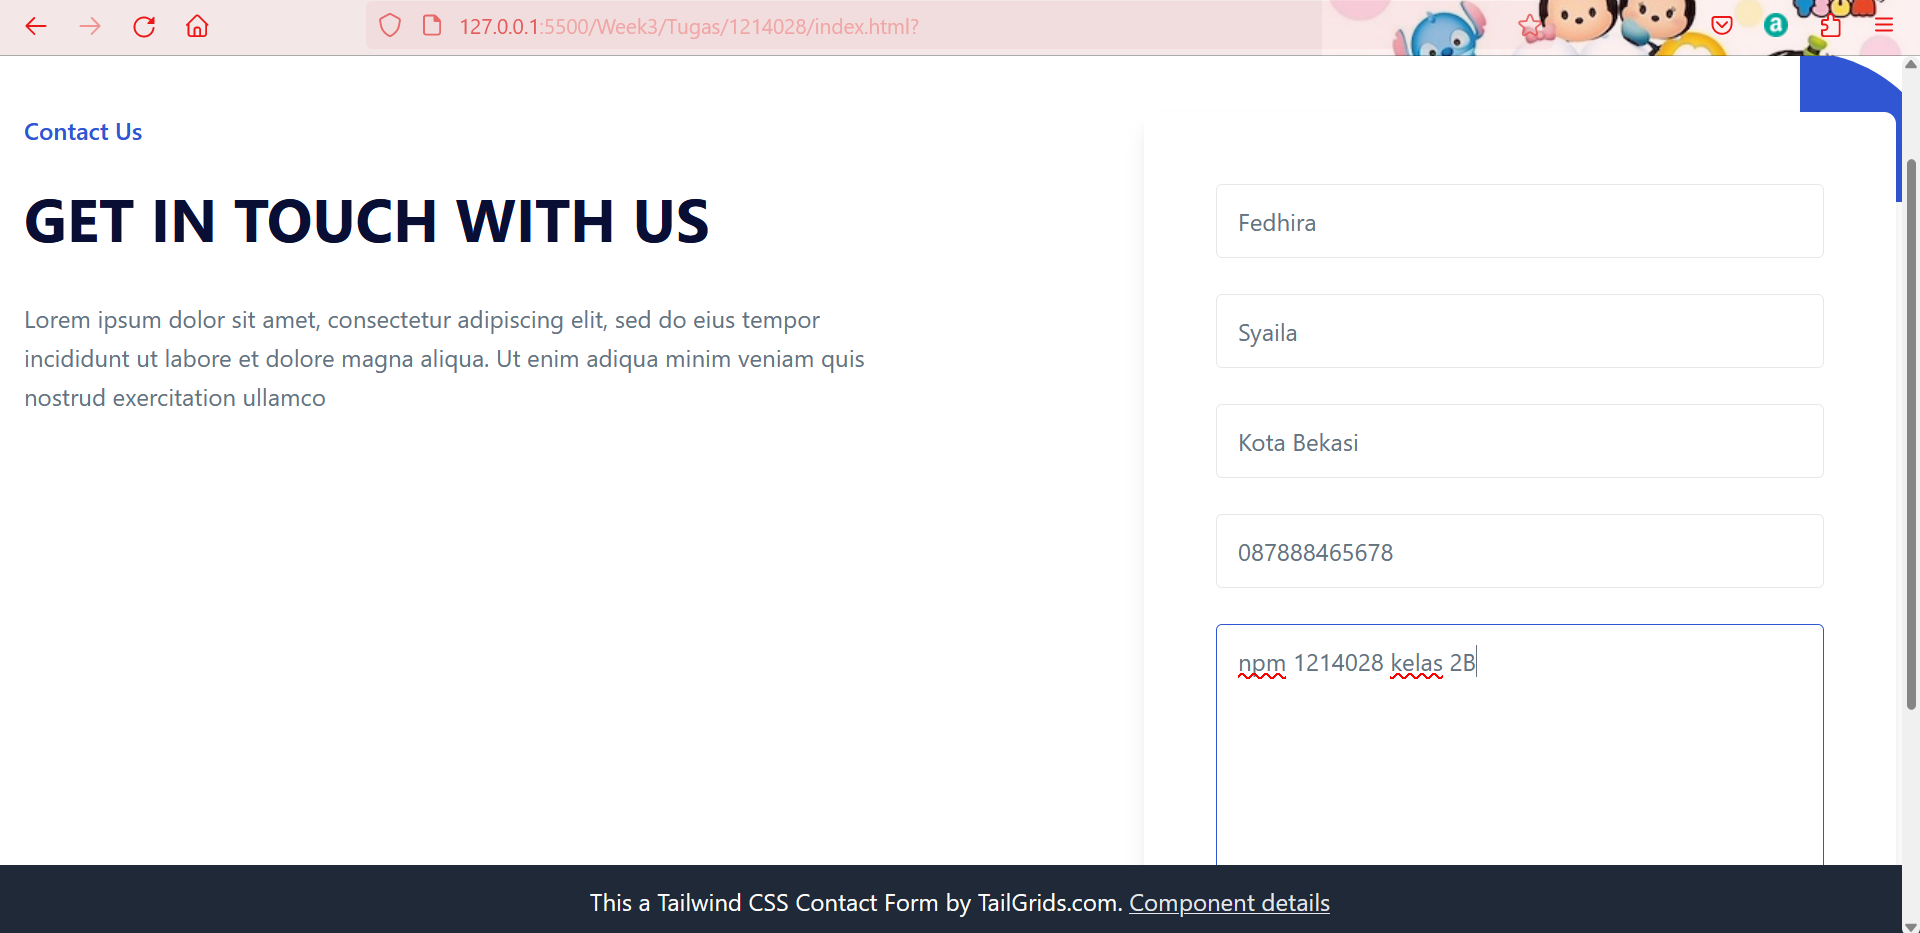 127.0.0.1:5500/Week3/Tugas/1214028/index.html?
Contact Us
GET IN TOUCH WITH US
Lorem ipsum dolor sit amet, consectetur adipiscing elit, sed do eius tempor
incididunt ut labore et dolore magna aliqua. Ut enim adiqua minim veniam quis
nostrud exercitation ullamco
Fedhira
Syaila
Kota Bekasi
087888465678
npm 1214028 kelas 2B
This a Tailwind CSS Contact Form by TailGrids.com. Component details